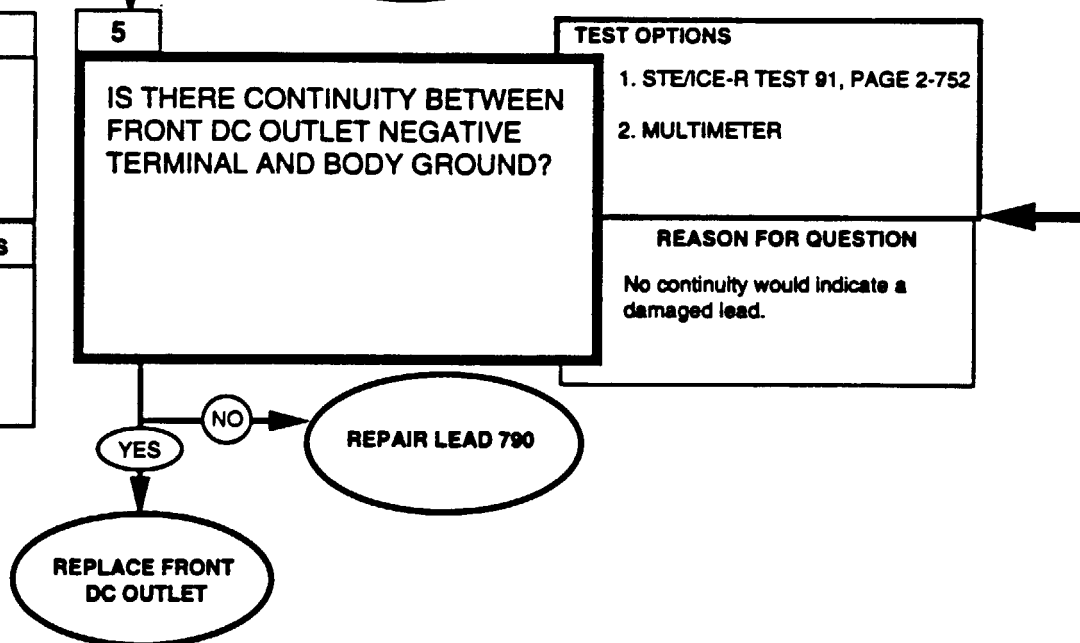 5
IS THERE CONTINUITY BETWEEN
FRONT DC OUTLET NEGATIVE
TERMINAL AND BODY GROUND?
TEST OPTIONS
1. STE/ICE-R TEST 91, PAGE 2-752
2. MULTIMETER
REASON FOR QUESTION
No continuity would indicate a
damaged lead.
S
NO
REPAIR LEAD 790
YES
REPLACE FRONT
DC OUTLET